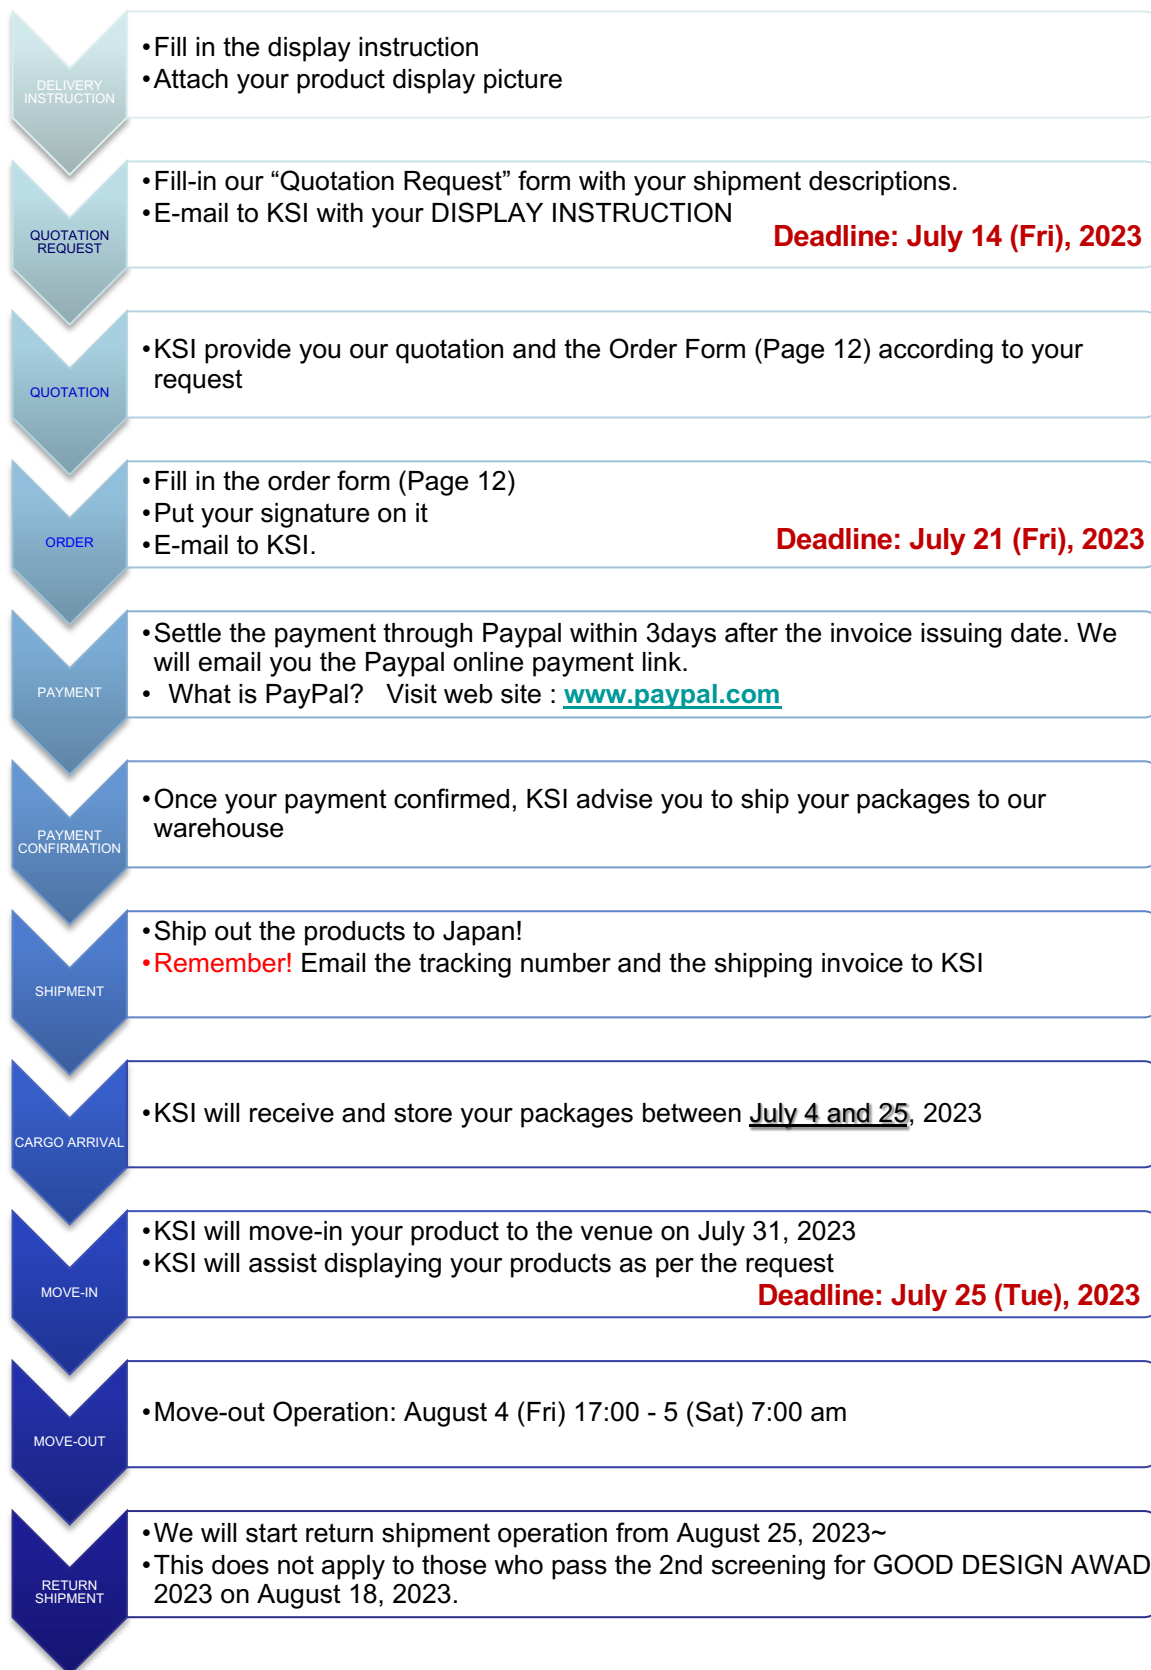 DELIVERY
INSTRUCTION
•Fill in the display instruction
•Attach your product display picture
QUOTATION
REQUEST
•Fill-in our “Quotation Request” form with your shipment descriptions.
•E-mail to KSI with your DISPLAY INSTRUCTION
Deadline: July 14 (Fri), 2023
QUOTATION
•KSI provide you our quotation and the Order Form (Page 12) according to your
request
ORDER
•Fill in the order form (Page 12)
•Put your signature on it
•E-mail to KSI.
Deadline: July 21 (Fri), 2023
PAYMENT
•Settle the payment through Paypal within 3days after the invoice issuing date. We
will email you the Paypal online payment link.
• What is PayPal? Visit web site : www.paypal.com
PAYMENT
CONFIRMATION
•Once your payment confirmed, KSI advise you to ship your packages to our
warehouse
SHIPMENT
•Ship out the products to Japan!
•Remember! Email the tracking number and the shipping invoice to KSI
CARGO ARRIVAL
•KSI will receive and store your packages between July 4 and 25, 2023
MOVE-IN
•KSI will move-in your product to the venue on July 31, 2023
•KSI will assist displaying your products as per the request
Deadline: July 25 (Tue), 2023
MOVE-OUT
•Move-out Operation: August 4 (Fri) 17:00 - 5 (Sat) 7:00 am
RETURN
SHIPMENT
•We will start return shipment operation from August 25, 2023~
•This does not apply to those who pass the 2nd screening for GOOD DESIGN AWAD
2023 on August 18, 2023.